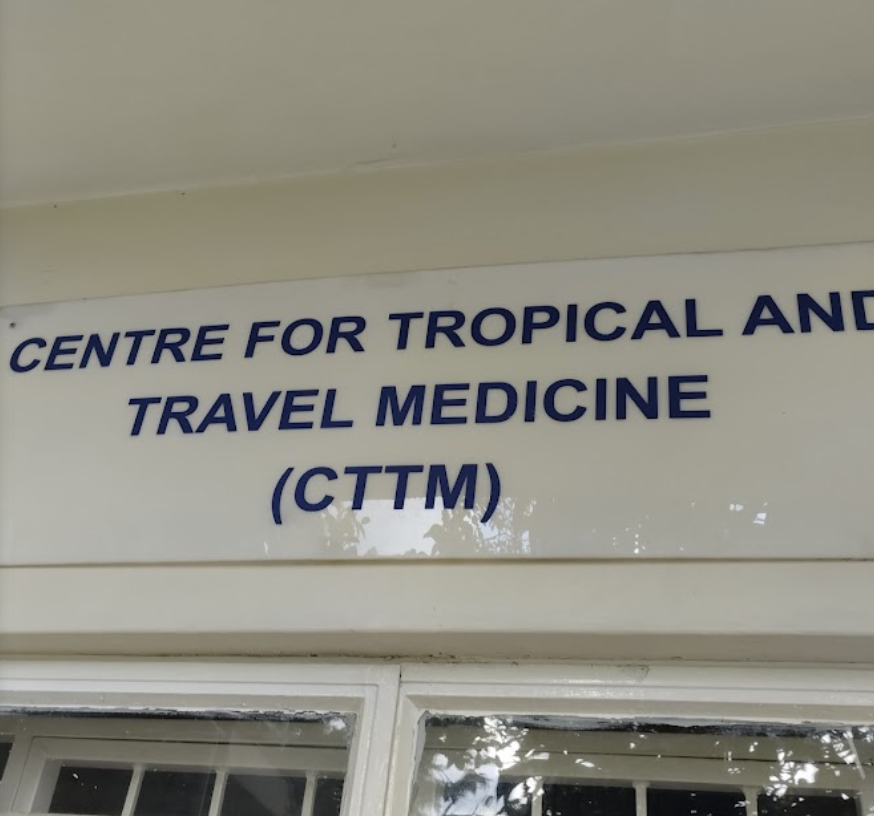 CENTRE FOR TROPICAL AND
TRAVEL MEDICINE
(CTTM)